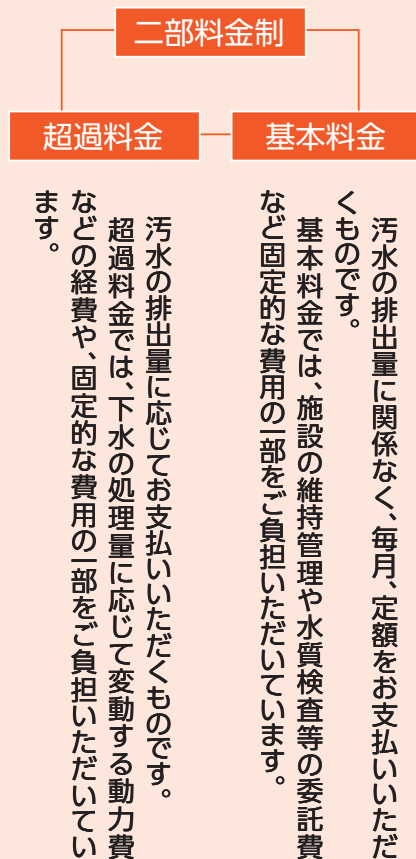 二部料金制
基本料金
汚水の排出量に関係なく、毎月、定額をお支払いいただ
くものです。
基本料金では、施設の維持管理や水質検査等の委託費
など固定的な費用の一部をご負担いただいています。
超過料金
汚水の排出量に応じてお支払いいただくものです。
超過料金では、下水の処理量に応じて変動する動力費
などの経費や、固定的な費用の一部をご負担いただいてい
ます。